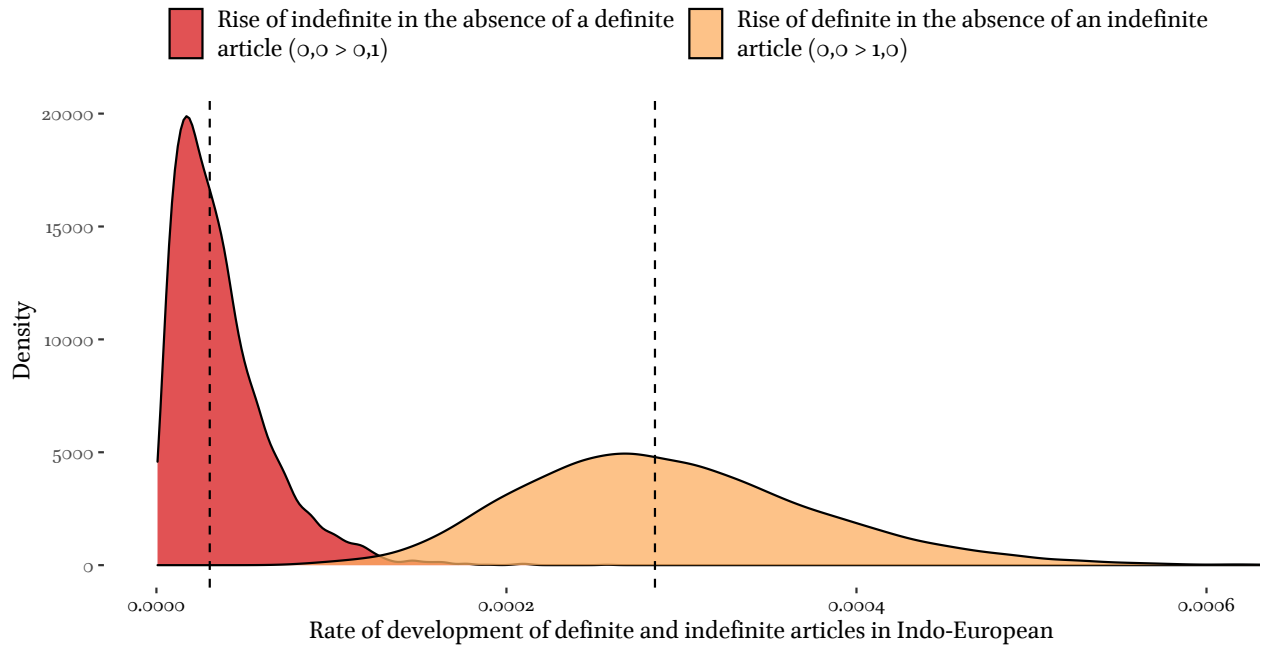 Rise of indefinite in the absence of a definite
article (0,0 > 0,1)
Rise of definite in the absence of an indefinite
article (0,0 > 1,0)
20000
15000
10000
5000
0
Density
0.0000
0.0002
0.0004
0.0006
Rate of development of definite and indefinite articles in Indo-European